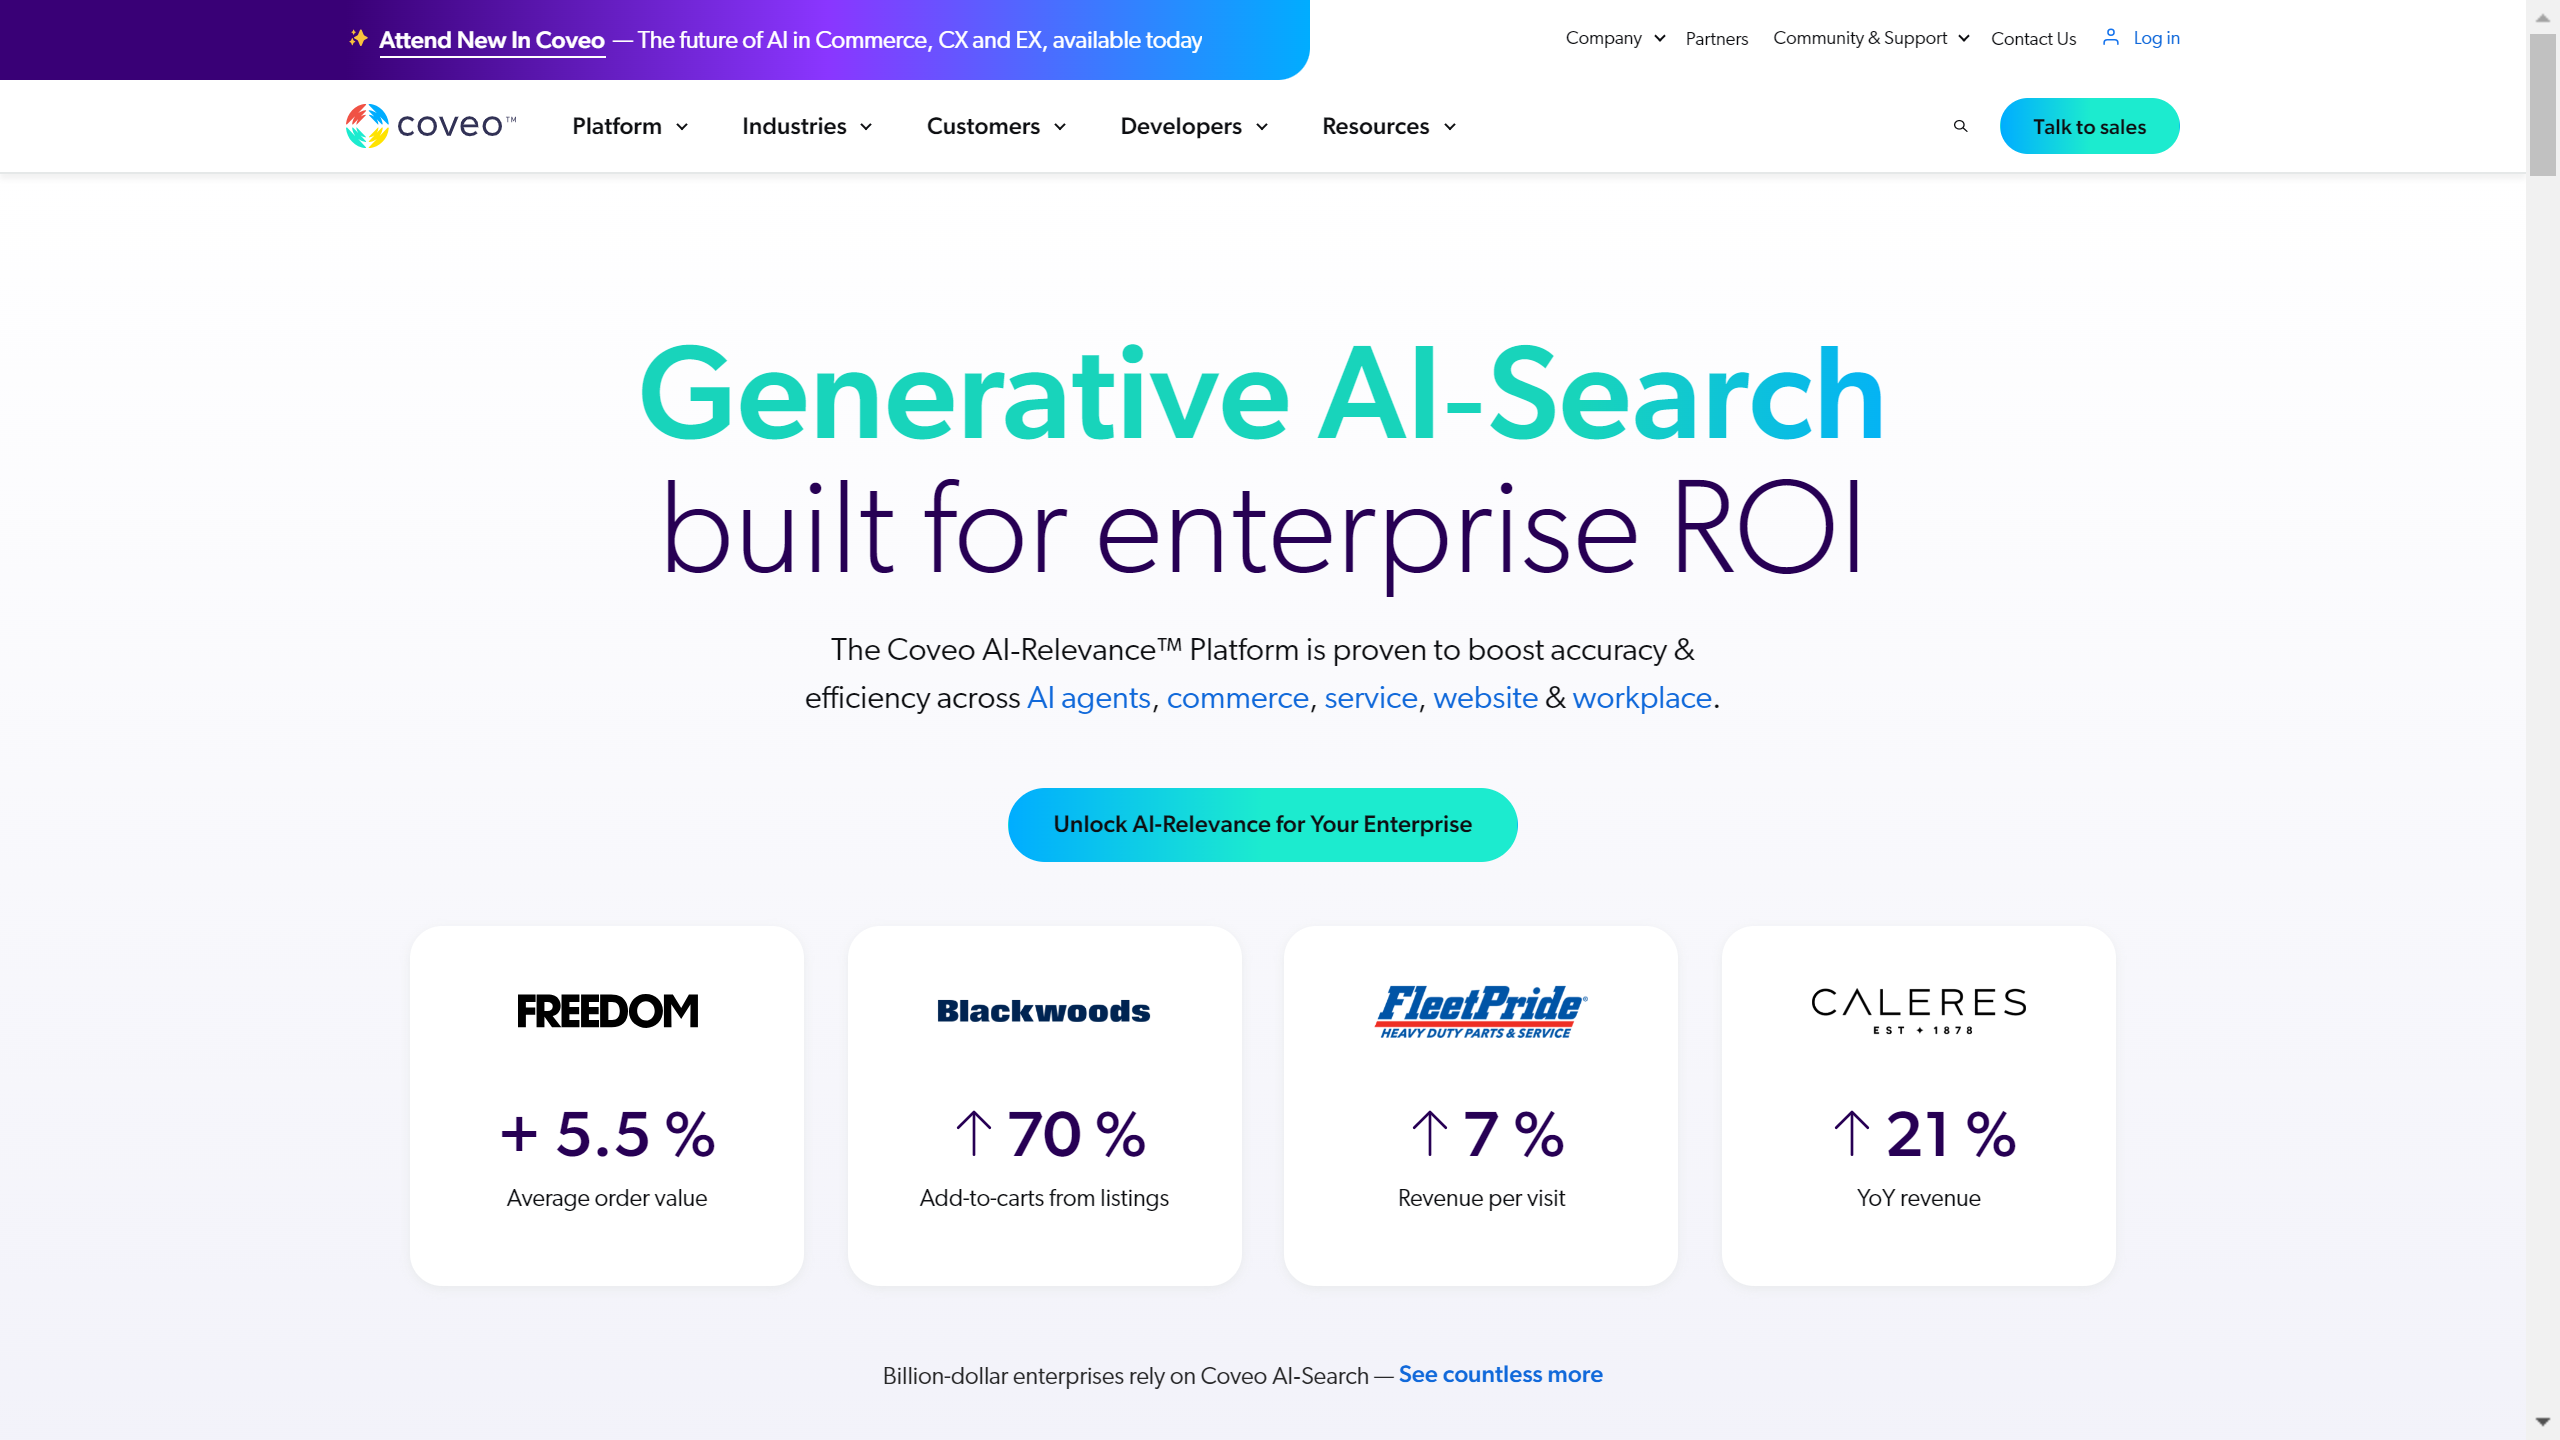 Attend New In Coveo — The future of AI in Commerce, CX and EX, available today
Company Partners Community & Support Contact Us Log in
coveo™ Platform Industries Customers Developers Resources Talk to sales
Generative AI-Search
built for enterprise ROI
The Coveo AI-Relevance™ Platform is proven to boost accuracy &
efficiency across AI agents, commerce, service, website & workplace.
Unlock AI-Relevance for Your Enterprise
FREEDOM
+ 5.5 %
Average order value
Blackwoods
↑ 70 %
Add-to-carts from listings
FleetPride®
HEAVY DUTY PARTS & SERVICE
↑ 7 %
Revenue per visit
CALERES
EST ✦ 1878
↑ 21 %
YoY revenue
Billion-dollar enterprises rely on Coveo AI-Search — See countless more